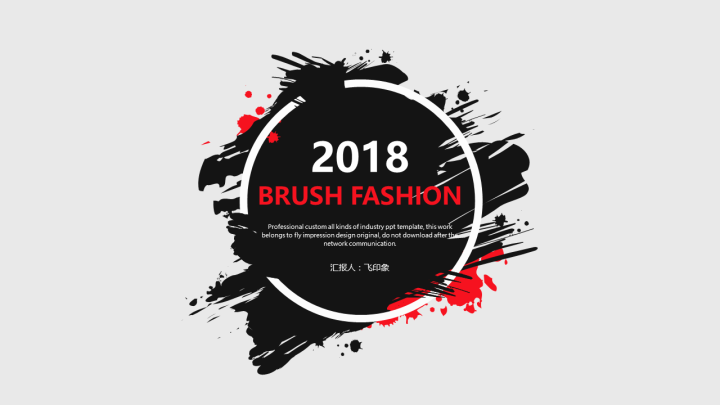 2018
BRUSH FASHION
Professional custom all kinds of industry ppt template, this work
belongs to fly impression design original, do not download after the
network communication.
汇报人：飞印象